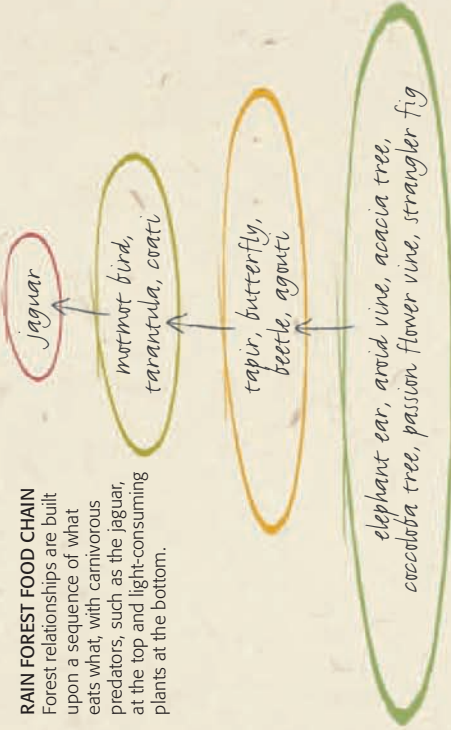 RAIN FOREST FOOD CHAIN
Forest relationships are built
upon a sequence of what
eats what, with carnivorous
predators, such as the jaguar,
at the top and light-consuming
plants at the bottom.
jaguar
motmot bird,
tarantula, coati
tapir, butterfly,
beetle, agouti
elephant ear, aroid vine, acacia tree,
coccoloba tree, passion flower vine, strangler fig